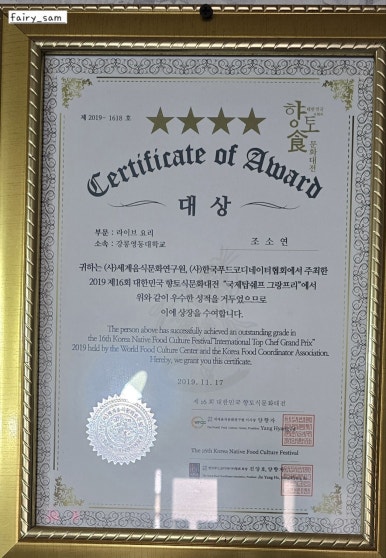 fairy_sam
제 2019- 1618 호
향토食
문화대전
Certificate of Award
대 상
부문 : 라이브 요리
소속 : 강릉영동대학교
조 소 연
귀하는 (사)세계음식문화연구원, (사)한국푸드코디네이터협회에서 주최한
2019 제16회 대한민국 향토식문화대전 "국제탑쉐프 그랑프리"에서
위와 같이 우수한 성적을 거두었으므로
이에 상장을 수여합니다.
The person above has successfully achieved an outstanding grade in
the 16th Korea Native Food Culture Festival"International Top Chef Grand Prix"
2019 held by the World Food Culture Center and the Korea Food Coordinator Association.
Hereby, we grant you this certificate.
2019.11.17
제 16 회 대한민국 향토식문화대전
양향자
The 16th Korea Native Food Culture Festival